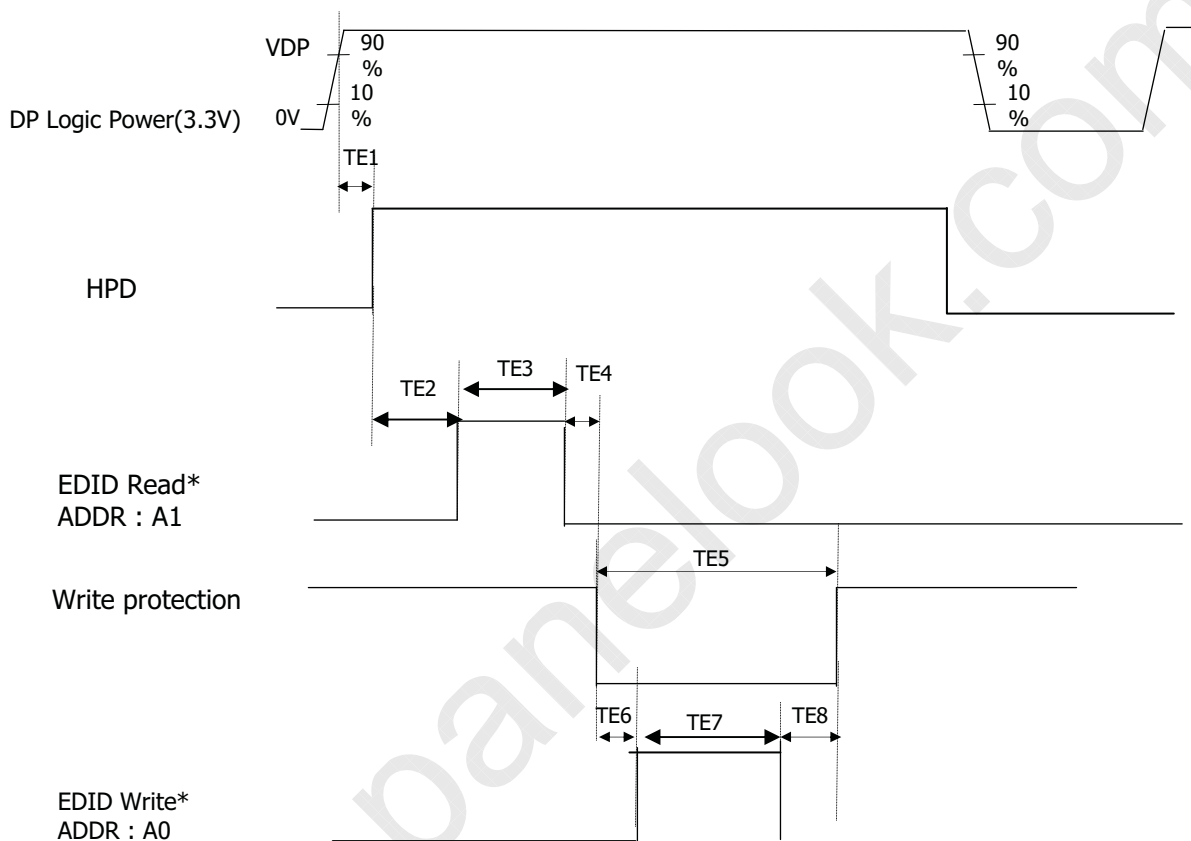 VDP
90
%
90
%
DP Logic Power(3.3V)
0V
10
%
10
%
TE1
HPD
TE2
TE3
TE4
EDID Read*
ADDR : A1
TE5
Write protection
TE6
TE7
TE8
EDID Write*
ADDR : A0
panelook.com